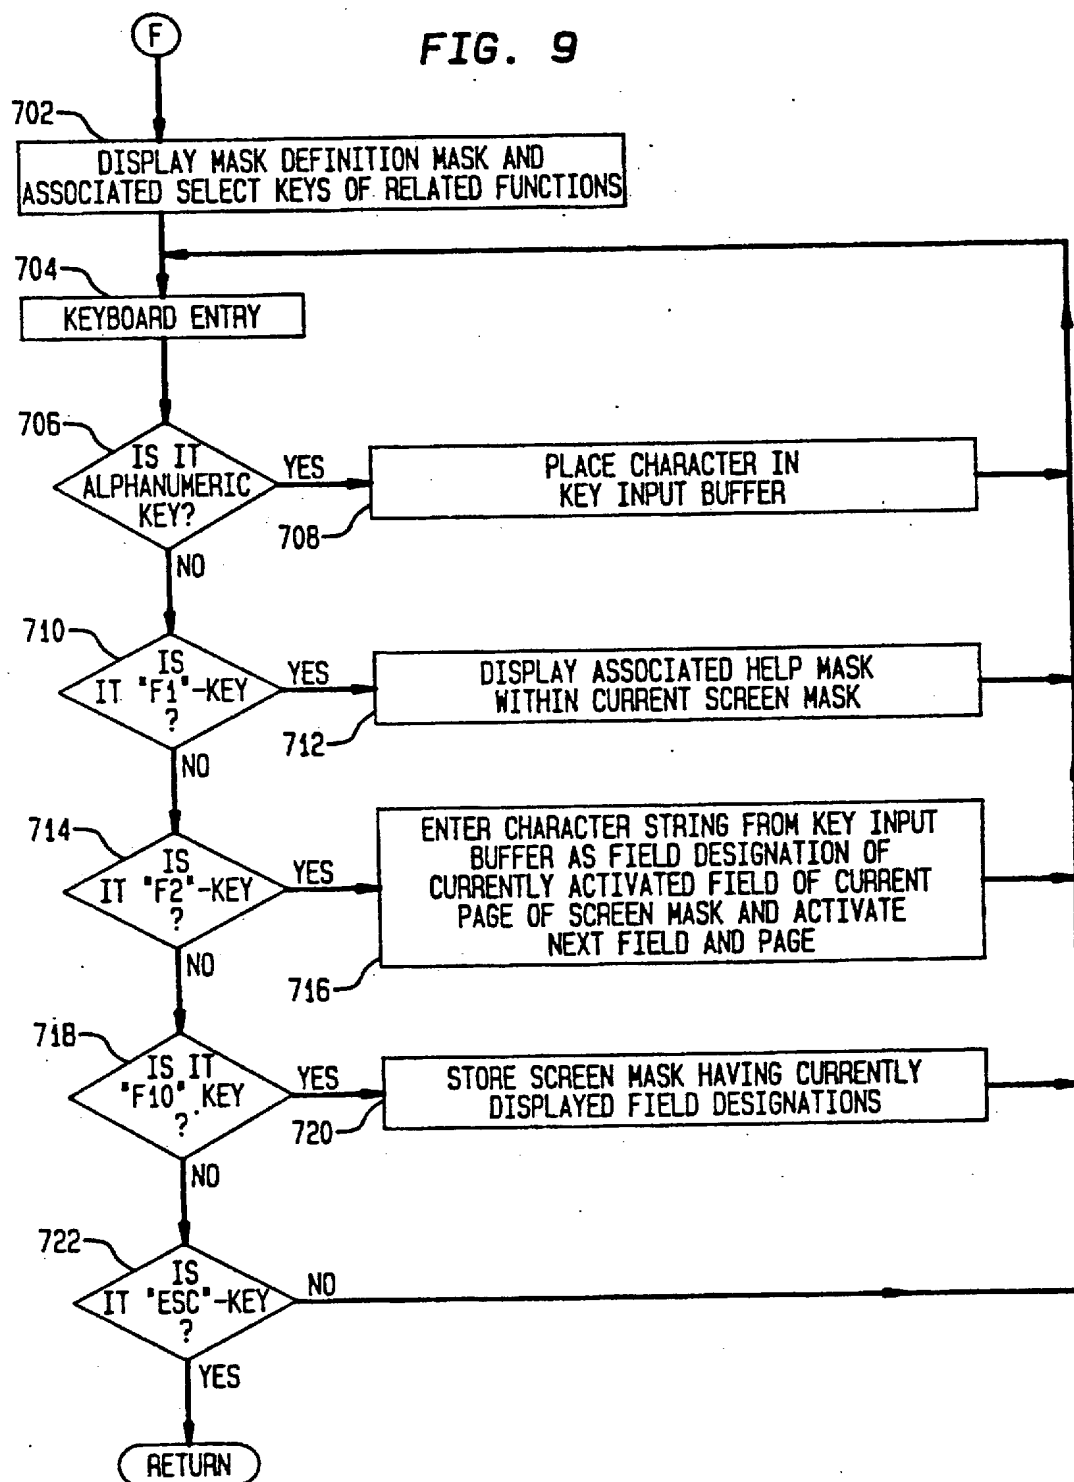 F
FIG. 9
702
DISPLAY MASK DEFINITION MASK AND
ASSOCIATED SELECT KEYS OF RELATED FUNCTIONS
704
KEYBOARD ENTRY
706
IS IT
ALPHANUMERIC
KEY?
YES
PLACE CHARACTER IN
KEY INPUT BUFFER
708
NO
710
IS
IT "F1"-KEY
?
YES
DISPLAY ASSOCIATED HELP MASK
WITHIN CURRENT SCREEN MASK
712
NO
714
IS
IT "F2"-KEY
?
YES
ENTER CHARACTER STRING FROM KEY INPUT
BUFFER AS FIELD DESIGNATION OF
CURRENTLY ACTIVATED FIELD OF CURRENT
PAGE OF SCREEN MASK AND ACTIVATE
NEXT FIELD AND PAGE
716
NO
718
IS IT
"F10" KEY
?
YES
STORE SCREEN MASK HAVING CURRENTLY
DISPLAYED FIELD DESIGNATIONS
720
NO
722
IS
IT "ESC"-KEY
?
NO
YES
RETURN